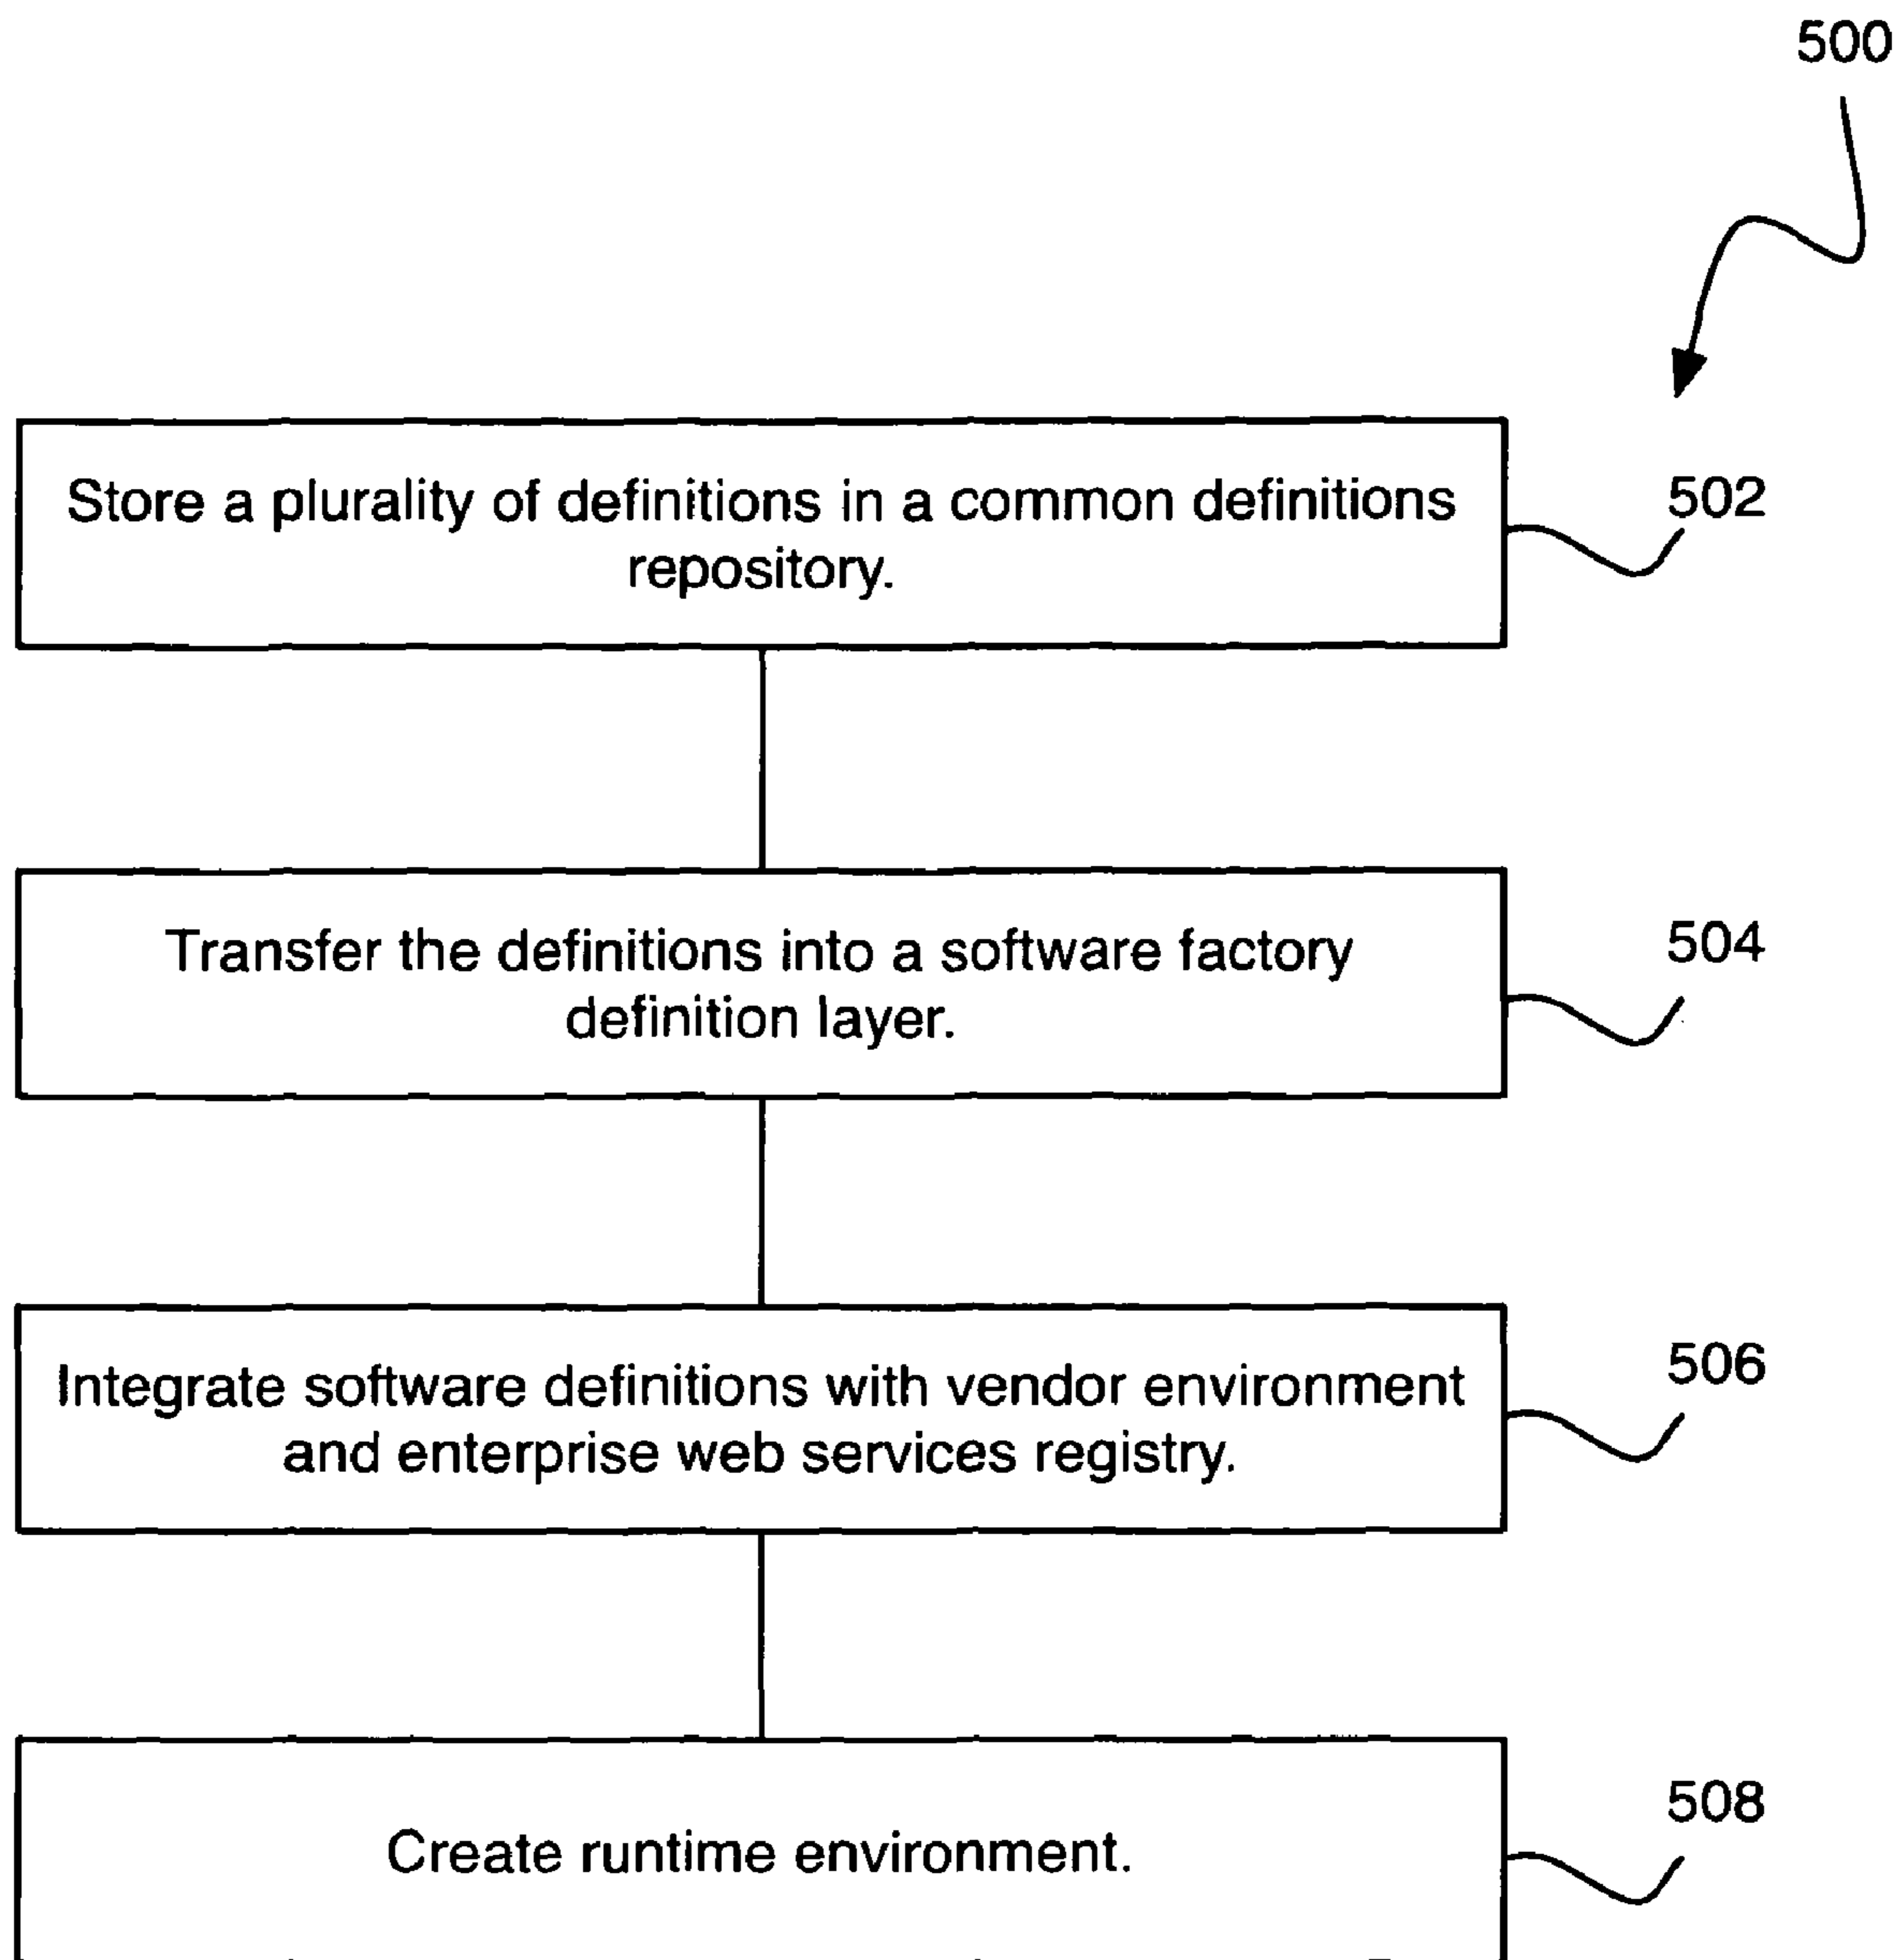 500
Store a plurality of definitions in a common definitions
repository.
502
Transfer the definitions into a software factory
definition layer.
504
Integrate software definitions with vendor environment
and enterprise web services registry.
506
Create runtime environment.
508